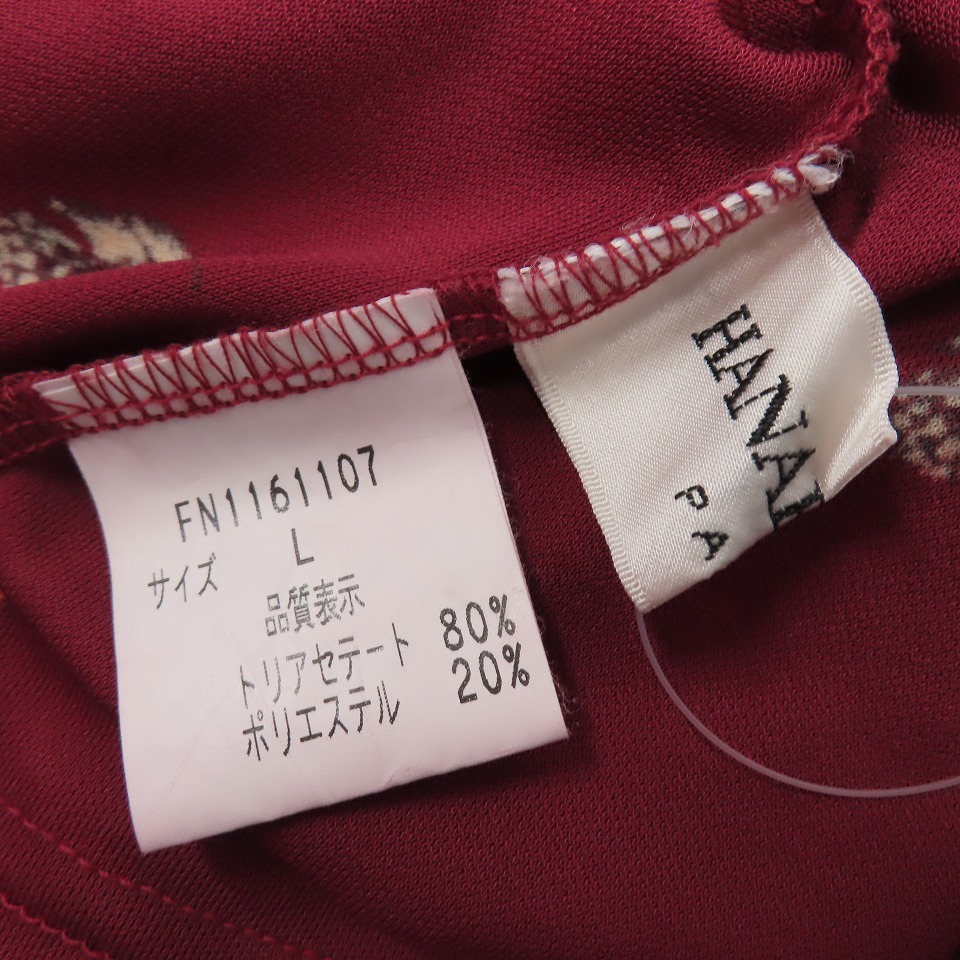 FN1161107
サイズ L
品質表示
トリアセテート 80%
ポリエステル 20%
HANAE
PA